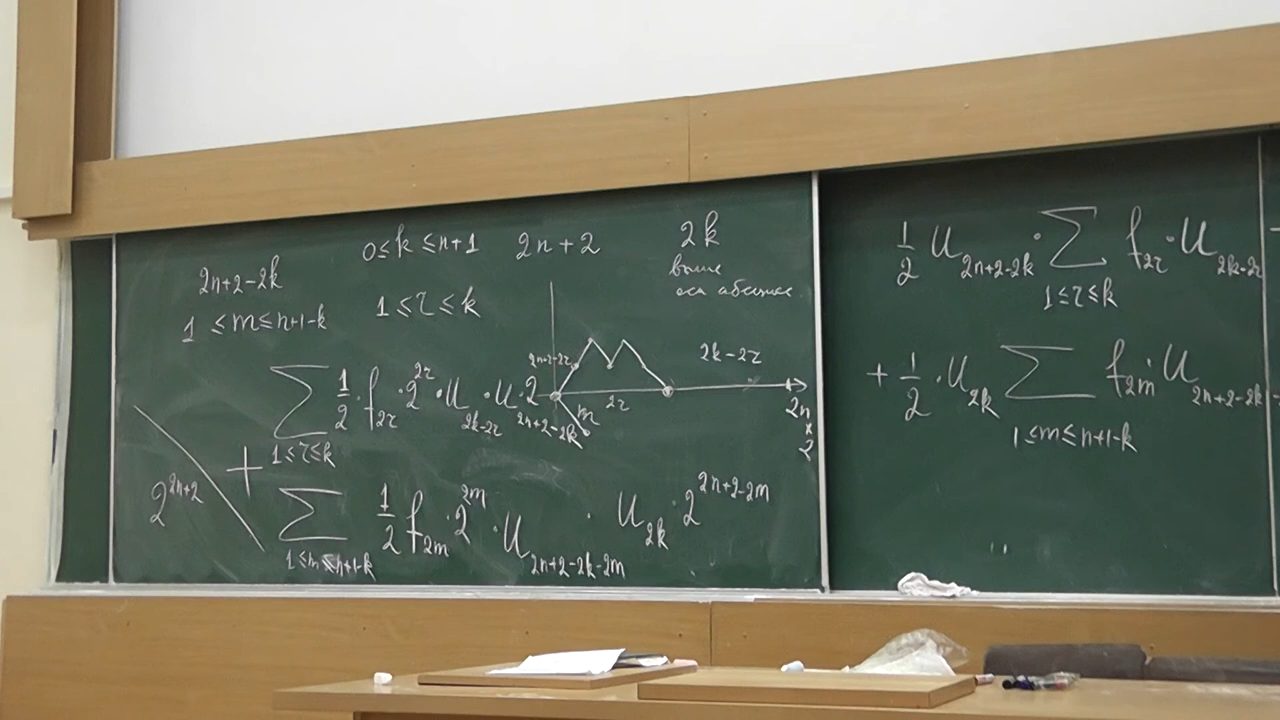 0≤k≤n+1 2n+2 2k
выше
оси абсцисс
2n+2-2k
1≤m≤n+1-k 1≤r≤k
2n+2-2r 2k-2r
∑ 1/2 · f_{2r} · 2^{2r} · u_{2k-2r} · u_{2n+2-2k} · 2
1≤r≤k
m 2r 2n+2
2^{2n+2}
+ ∑ 1/2 f_{2m} · 2^{2m} · u_{2n+2-2k-2m} · u_{2k} · 2^{2n+2-2m}
1≤m≤n+1-k
1/2 u_{2n+2-2k} · ∑ f_{2r} · u_{2k-2r}
1≤r≤k
+ 1/2 · u_{2k} ∑ f_{2m} · u_{2n+2-2k-
1≤m≤n+1-k